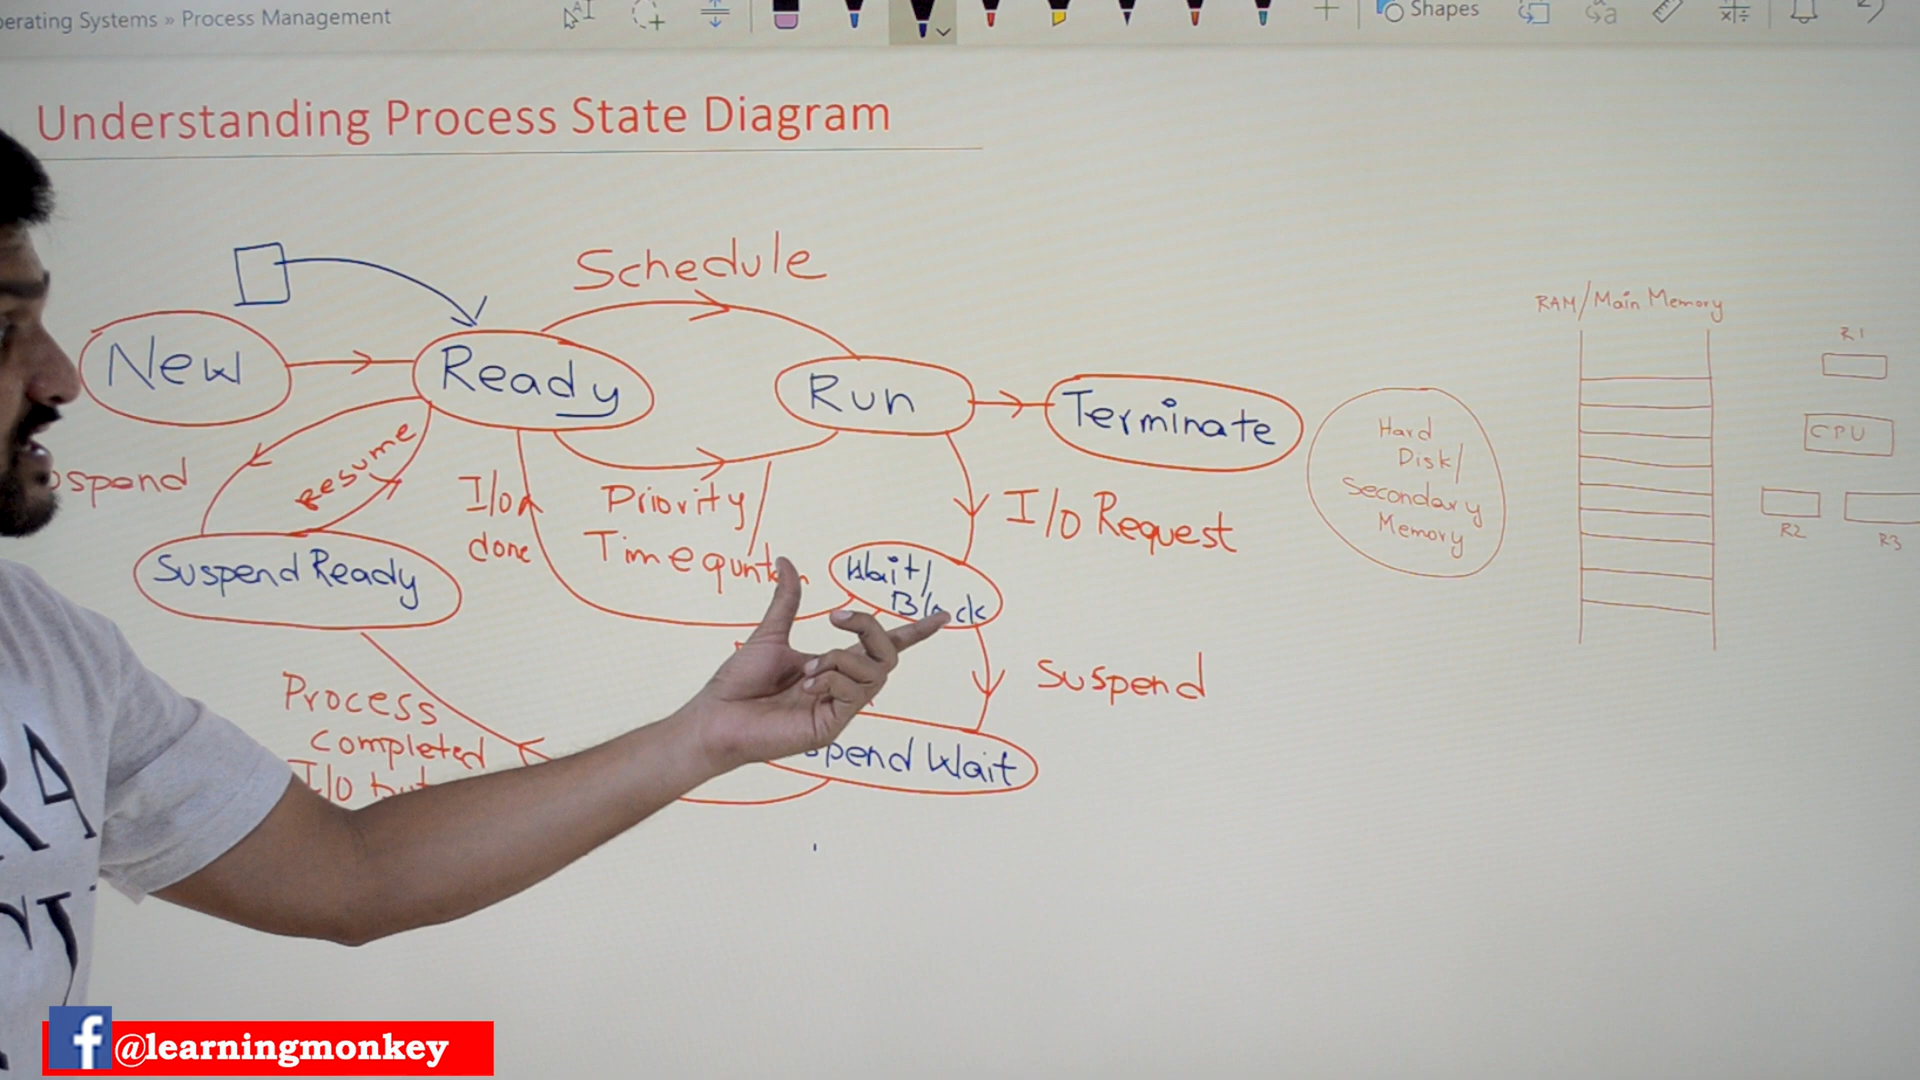 erating Systems » Process Management
Shapes
Understanding Process State Diagram
Schedule
New
Ready
Run
Terminate
spend
Resume
I/O
done
Priority/
Time
I/O Request
Wait/
Block
Suspend Ready
Suspend
Process
completed
I/O but
pend Wait
RAM/Main Memory
Hard
Disk/
Secondary
Memory
R1
CPU
R2
R3
f @learningmonkey